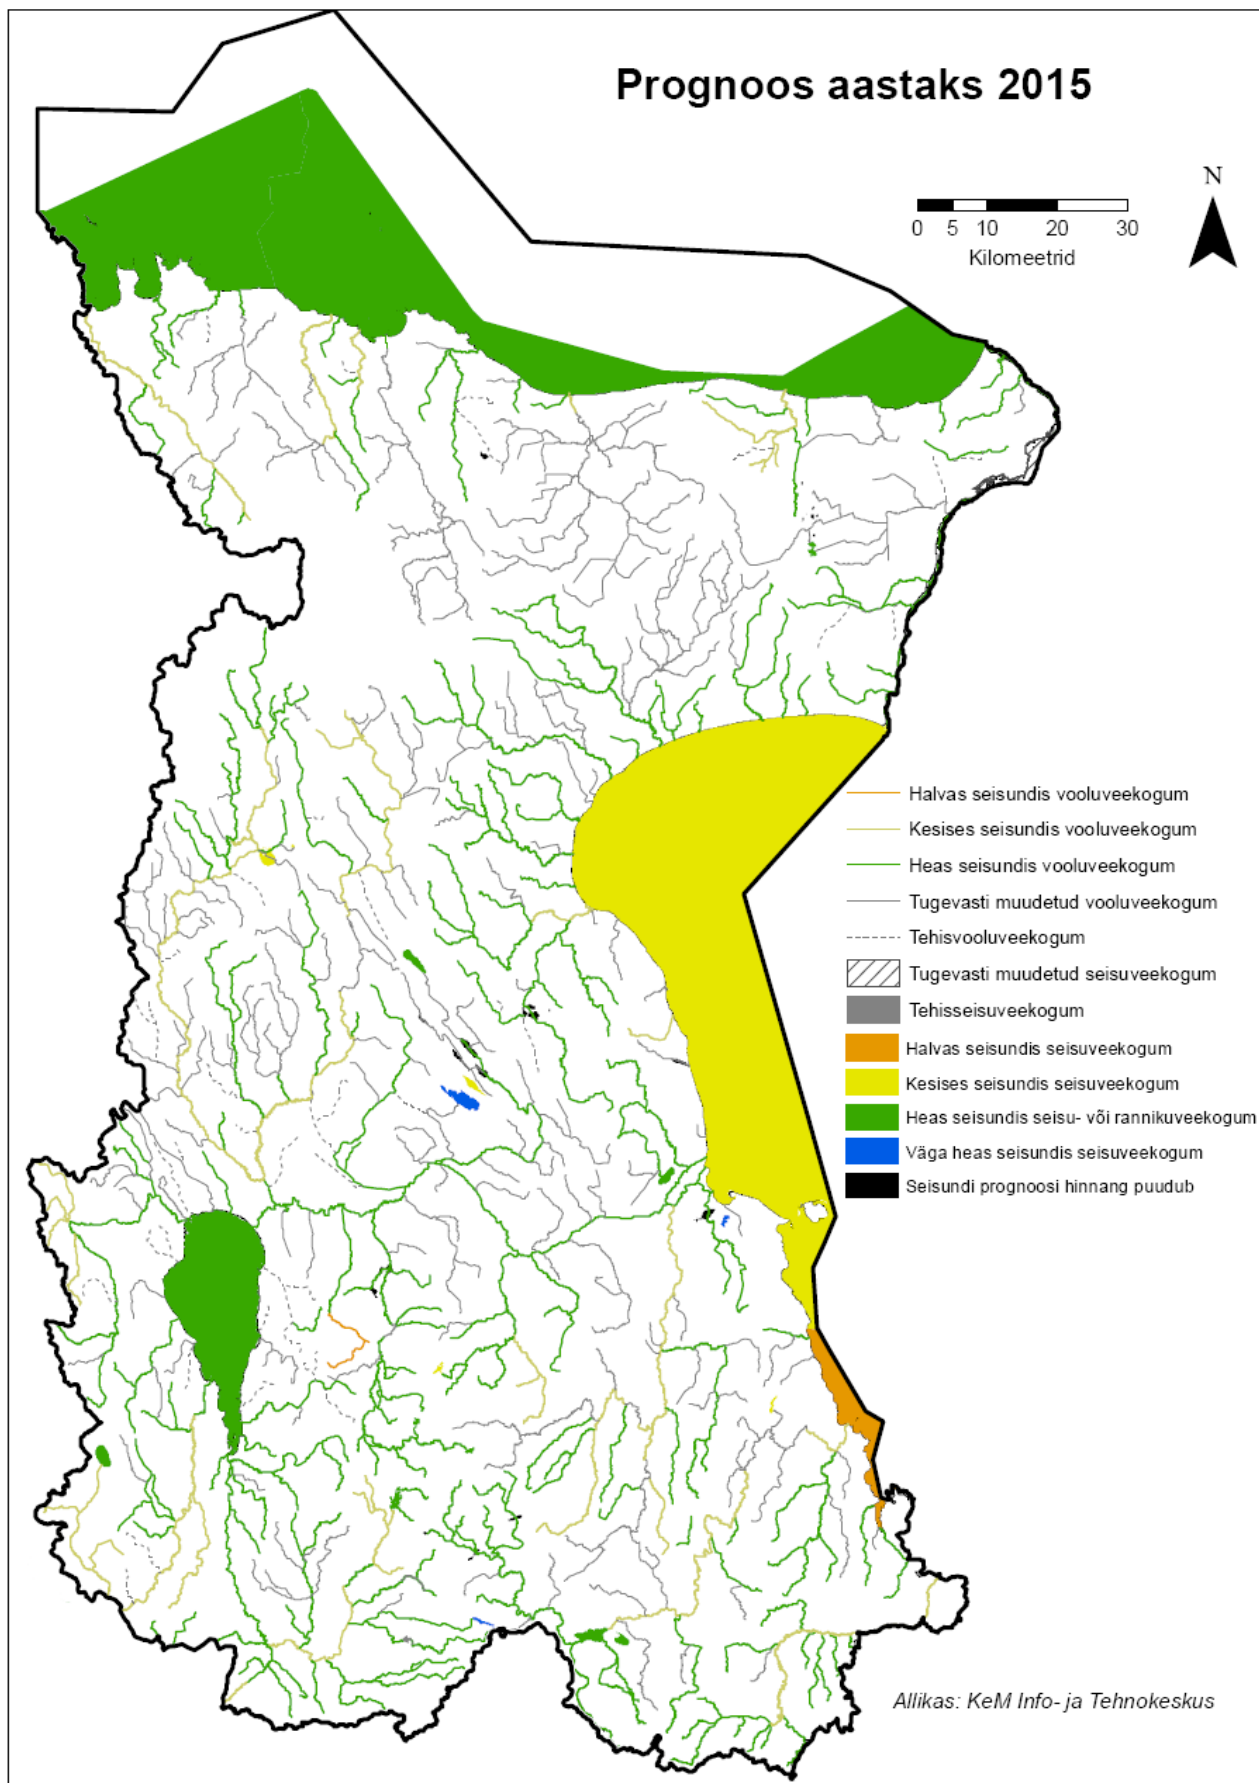 Prognoos aastaks 2015
N
0 5 10 20 30
Kilomeetrid
Halvas seisundis vooluveekogum
Kesises seisundis vooluveekogum
Heas seisundis vooluveekogum
Tugevasti muudetud vooluveekogum
Tehisvooluveekogum
Tugevasti muudetud seisuveekogum
Tehisseisuveekogum
Halvas seisundis seisuveekogum
Kesises seisundis seisuveekogum
Heas seisundis seisu- või rannikuveekogum
Väga heas seisundis seisuveekogum
Seisundi prognoosi hinnang puudub
Allikas: KeM Info- ja Tehnokeskus